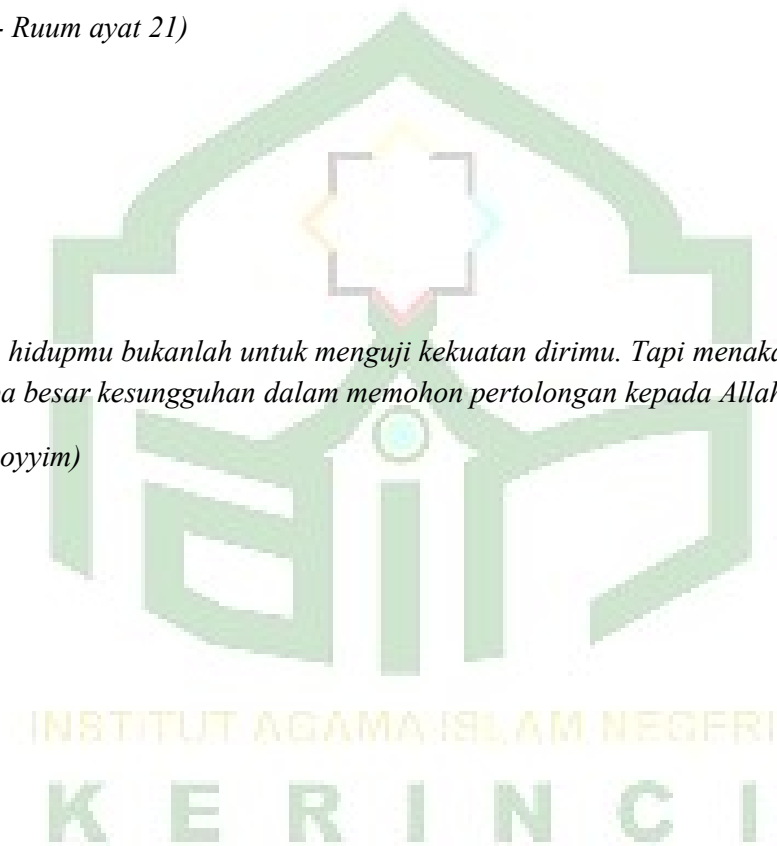 - Ruum ayat 21)
hidupmu bukanlah untuk menguji kekuatan dirimu. Tapi menaka
a besar kesungguhan dalam memohon pertolongan kepada Allah
oyyim)
INSTITUT AGAMA ISLAM NEGERI
KERINCI